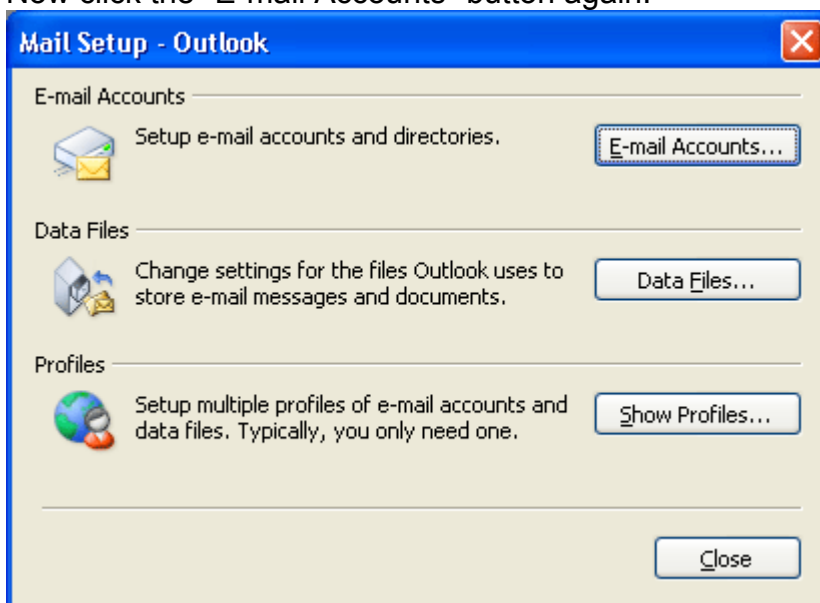 Now click the "E-mail Accounts" button again.
Mail Setup - Outlook
E-mail Accounts
Setup e-mail accounts and directories.
E-mail Accounts...
Data Files
Change settings for the files Outlook uses to
store e-mail messages and documents.
Data Files...
Profiles
Setup multiple profiles of e-mail accounts and
data files. Typically, you only need one.
Show Profiles...
Close